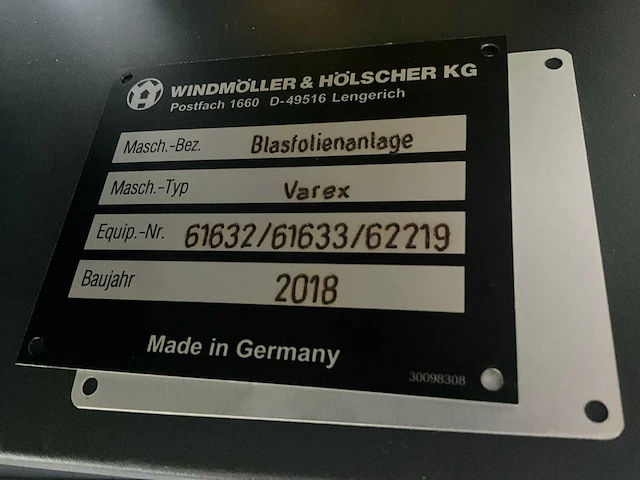 WINDMÖLLER & HÖLSCHER KG
Postfach 1660 D-49516 Lengerich
Masch.-Bez. Blasfolienanlage
Masch.-Typ Varex
Equip.-Nr. 61632/61633/62219
Baujahr 2018
Made in Germany
30098308